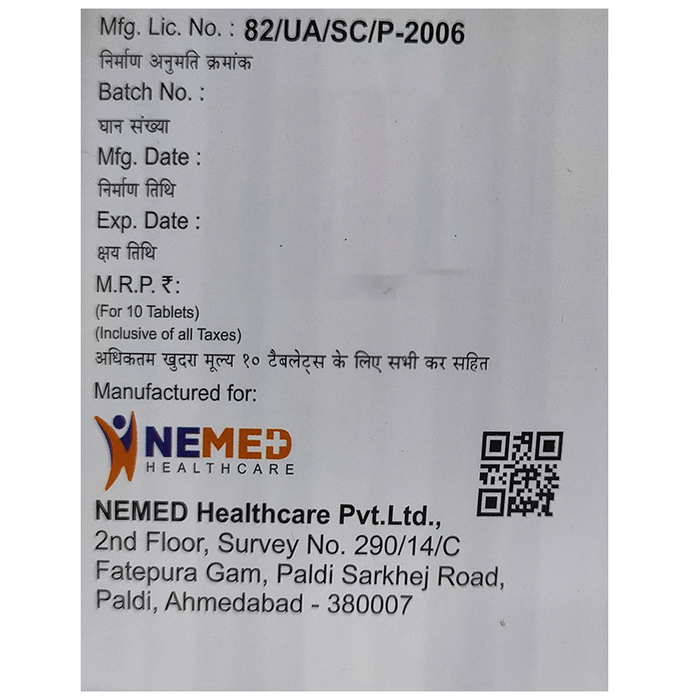 Mfg. Lic. No. : 82/UA/SC/P-2006
निर्माण अनुमति क्रमांक
Batch No. :
घान संख्या
Mfg. Date :
निर्माण तिथि
Exp. Date :
क्षय तिथि
M.R.P. ₹:
(For 10 Tablets)
(Inclusive of all Taxes)
अधिकतम खुदरा मूल्य १० टैबलेट्स के लिए सभी कर सहित
Manufactured for:
NEMED
HEALTHCARE
NEMED Healthcare Pvt.Ltd.,
2nd Floor, Survey No. 290/14/C
Fatepura Gam, Paldi Sarkhej Road,
Paldi, Ahmedabad - 380007